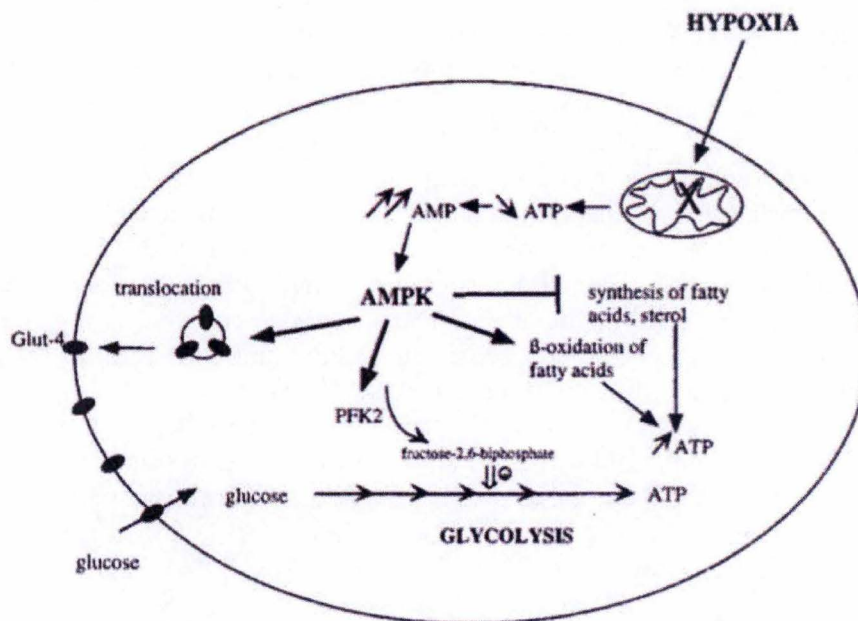 HYPOXIA
AMP
ATP
translocation
AMPK
synthesis of fatty
acids, sterol
Glut-4
ß-oxidation of
fatty acids
PFK2
ATP
fructose-2,6-biphosphate
glucose
ATP
GLYCOLYSIS
glucose